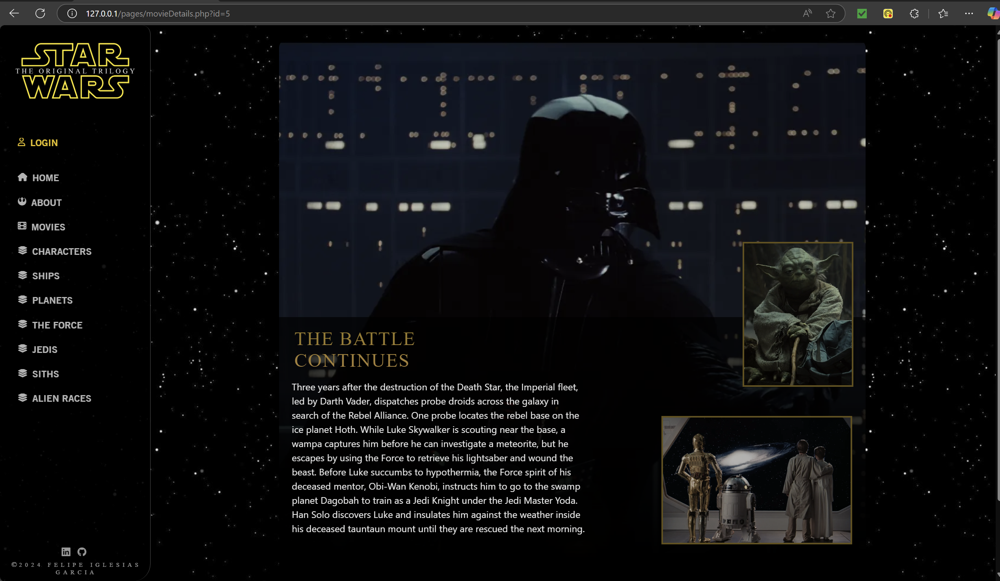 127.0.0.1/pages/movieDetails.php?id=5
STAR
THE ORIGINAL TRILOGY
WARS
LOGIN
HOME
ABOUT
MOVIES
CHARACTERS
SHIPS
PLANETS
THE FORCE
JEDIS
SITHS
ALIEN RACES
©2024 FELIPE IGLESIAS
GARCIA
THE BATTLE
CONTINUES
Three years after the destruction of the Death Star, the Imperial fleet,
led by Darth Vader, dispatches probe droids across the galaxy in
search of the Rebel Alliance. One probe locates the rebel base on the
ice planet Hoth. While Luke Skywalker is scouting near the base, a
wampa captures him before he can investigate a meteorite, but he
escapes by using the Force to retrieve his lightsaber and wound the
beast. Before Luke succumbs to hypothermia, the Force spirit of his
deceased mentor, Obi-Wan Kenobi, instructs him to go to the swamp
planet Dagobah to train as a Jedi Knight under the Jedi Master Yoda.
Han Solo discovers Luke and insulates him against the weather inside
his deceased tauntaun mount until they are rescued the next morning.